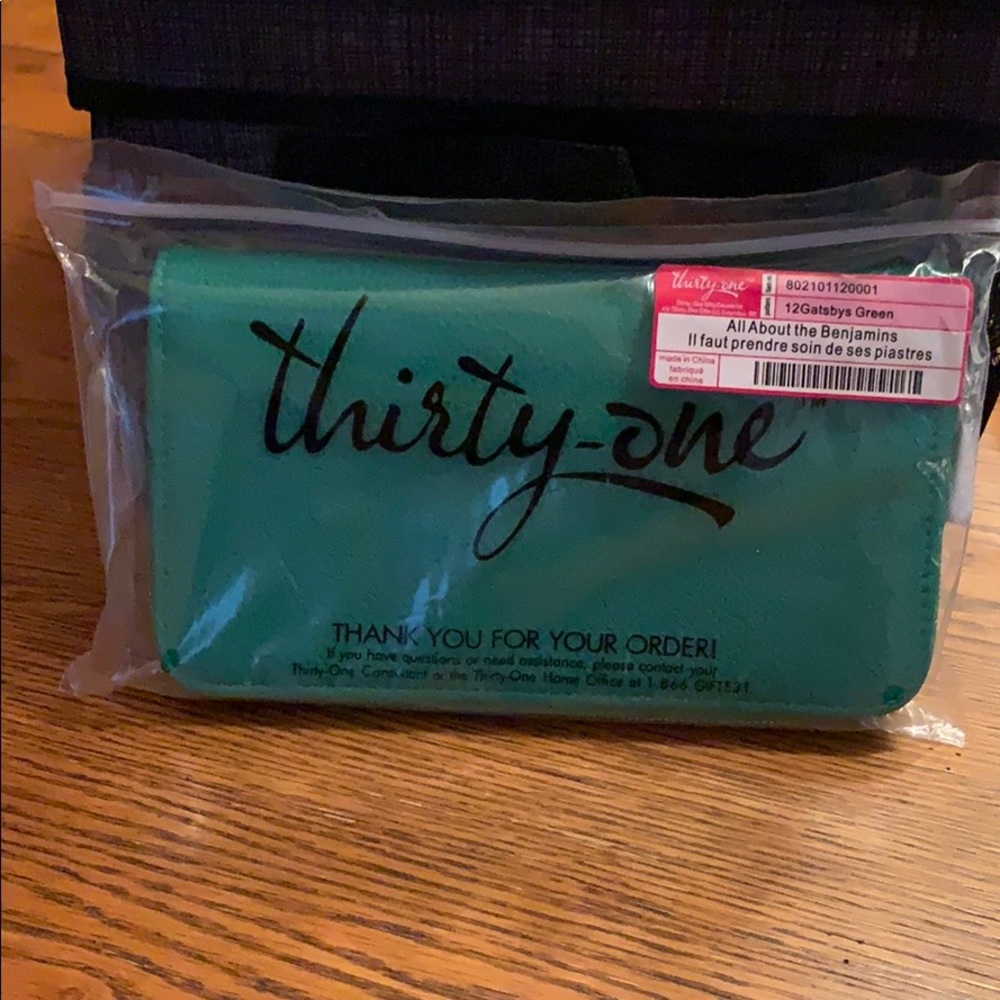 thirty-one
802101120001
12Gatsbys Green
All About the Benjamins
Il faut prendre soin de ses piastres
made in China
fabriqué
en chine
thirty-one
TM
THANK YOU FOR YOUR ORDER!
If you have questions or need assistance, please contact your
Thirty-One Consultant or the Thirty-One Home Office at 1.866.GIFTS31.